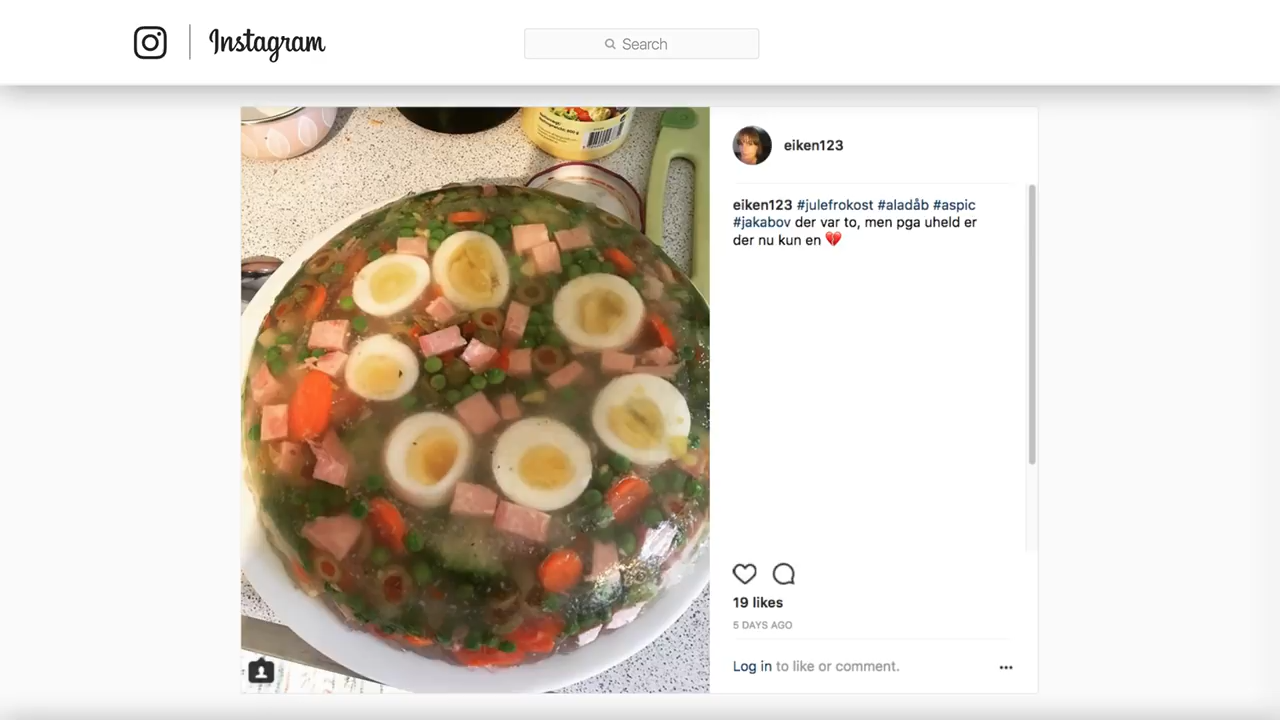 Instagram
Search
eiken123
eiken123 #julefrokost #aladåb #aspic
#jakabov der var to, men pga uheld er
der nu kun en 💔
19 likes
5 DAYS AGO
Log in to like or comment.